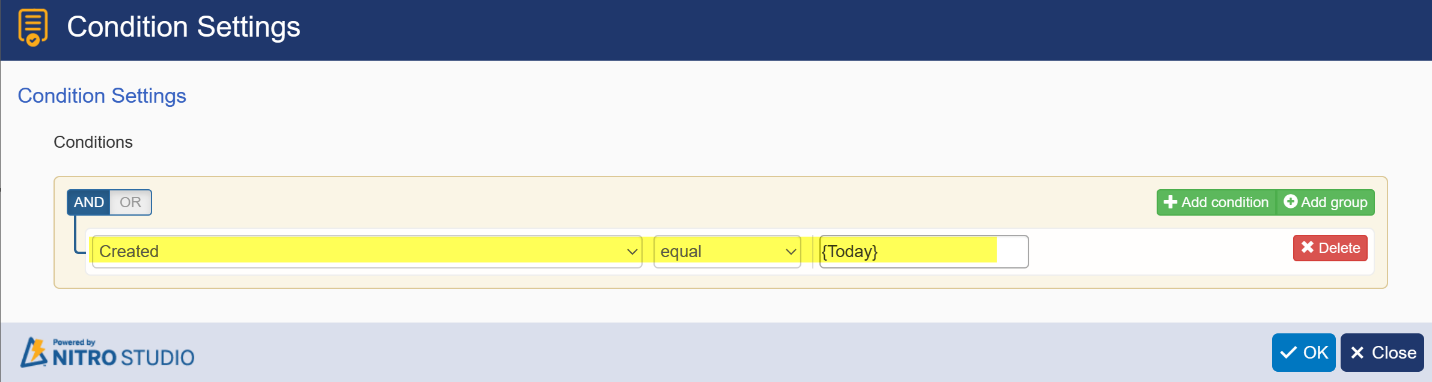 Condition Settings
Condition Settings
Conditions
AND OR Add condition Add group
Created equal {Today} Delete
Powered by
NITRO STUDIO OK Close